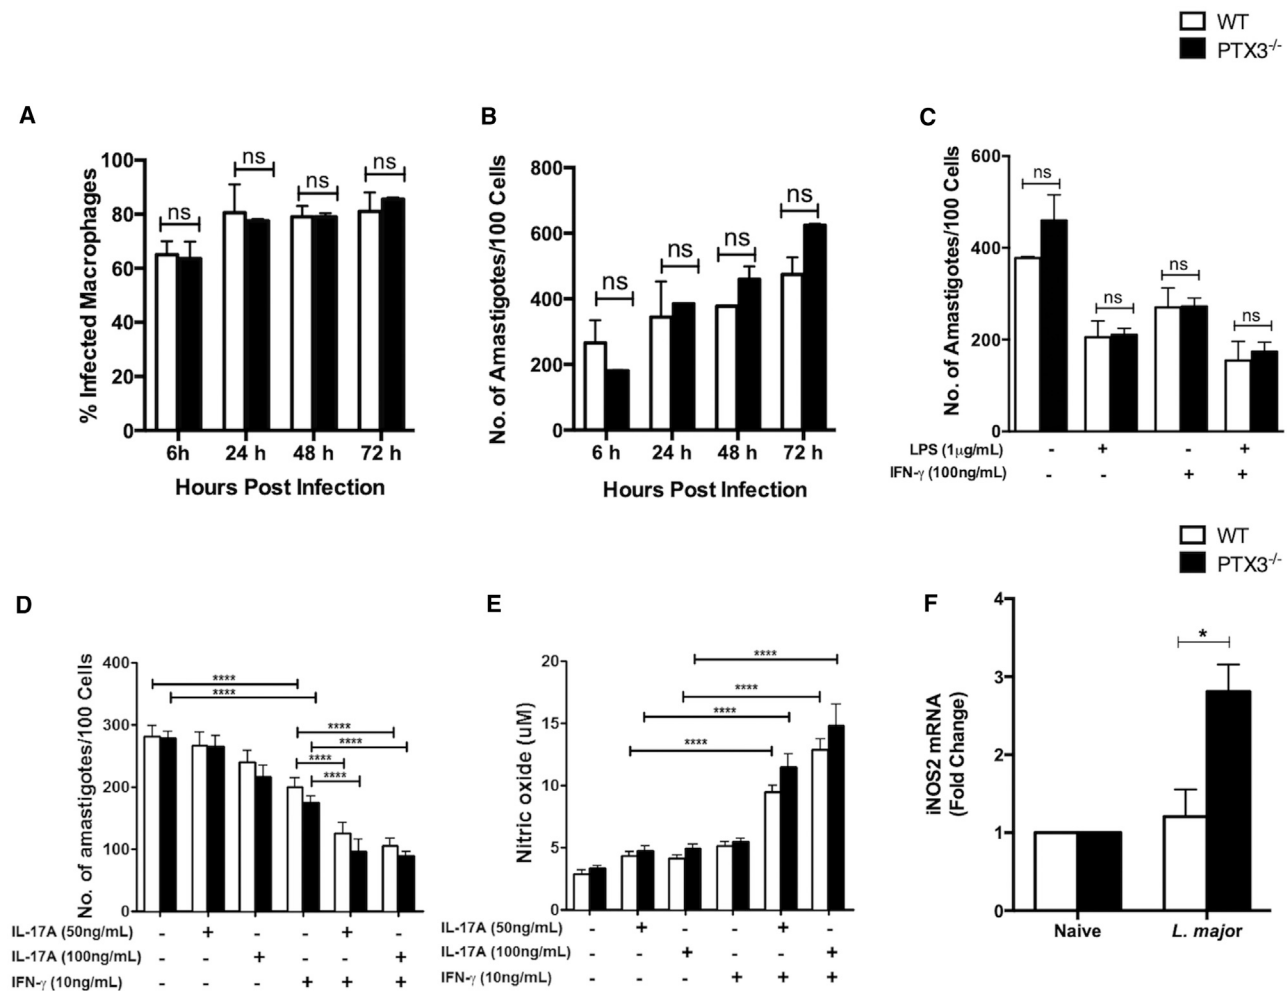 WT
PTX3-/-
A
% Infected Macrophages
100
80
60
40
20
0
ns
ns
ns
ns
6h
24 h
48 h
72 h
Hours Post Infection
B
No. of Amastigotes/100 Cells
800
600
400
200
0
ns
ns
ns
ns
6 h
24 h
48 h
72 h
Hours Post Infection
C
No. of Amastigotes/100 Cells
600
400
200
0
ns
ns
ns
ns
LPS (1µg/mL) - + - +
IFN-γ (100ng/mL) - - + +
WT
PTX3-/-
D
No. of amastigotes/100 Cells
400
300
200
100
0
****
****
****
****
****
****
IL-17A (50ng/mL) - + - - + -
IL-17A (100ng/mL) - - + - - +
IFN-γ (10ng/mL) - - - + + +
E
Nitric oxide (uM)
20
15
10
5
0
****
****
****
****
IL-17A (50ng/mL) - + - - + -
IL-17A (100ng/mL) - - + - - +
IFN-γ (10ng/mL) - - - + + +
F
iNOS2 mRNA
(Fold Change)
4
3
2
1
0
*
Naive
L. major